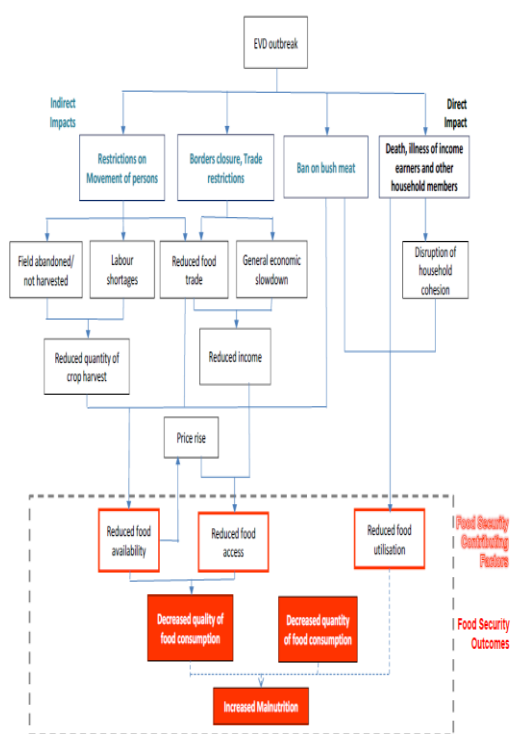 EVD outbreak
Indirect
Impacts
Direct
Impact
Restrictions on
Movement of persons
Borders closure, Trade
restrictions
Ban on bush meat
Death, illness of income
earners and other
household members
Field abandoned/
not harvested
Labour
shortages
Reduced food
trade
General economic
slowdown
Disruption of
household
cohesion
Reduced quantity of
crop harvest
Reduced income
Price rise
Reduced food
availability
Reduced food
access
Reduced food
utilisation
Food Security
Contributing
Factors
Decreased quality of
food consumption
Decreased quantity
of food consumption
Food Security
Outcomes
Increased Malnutrition